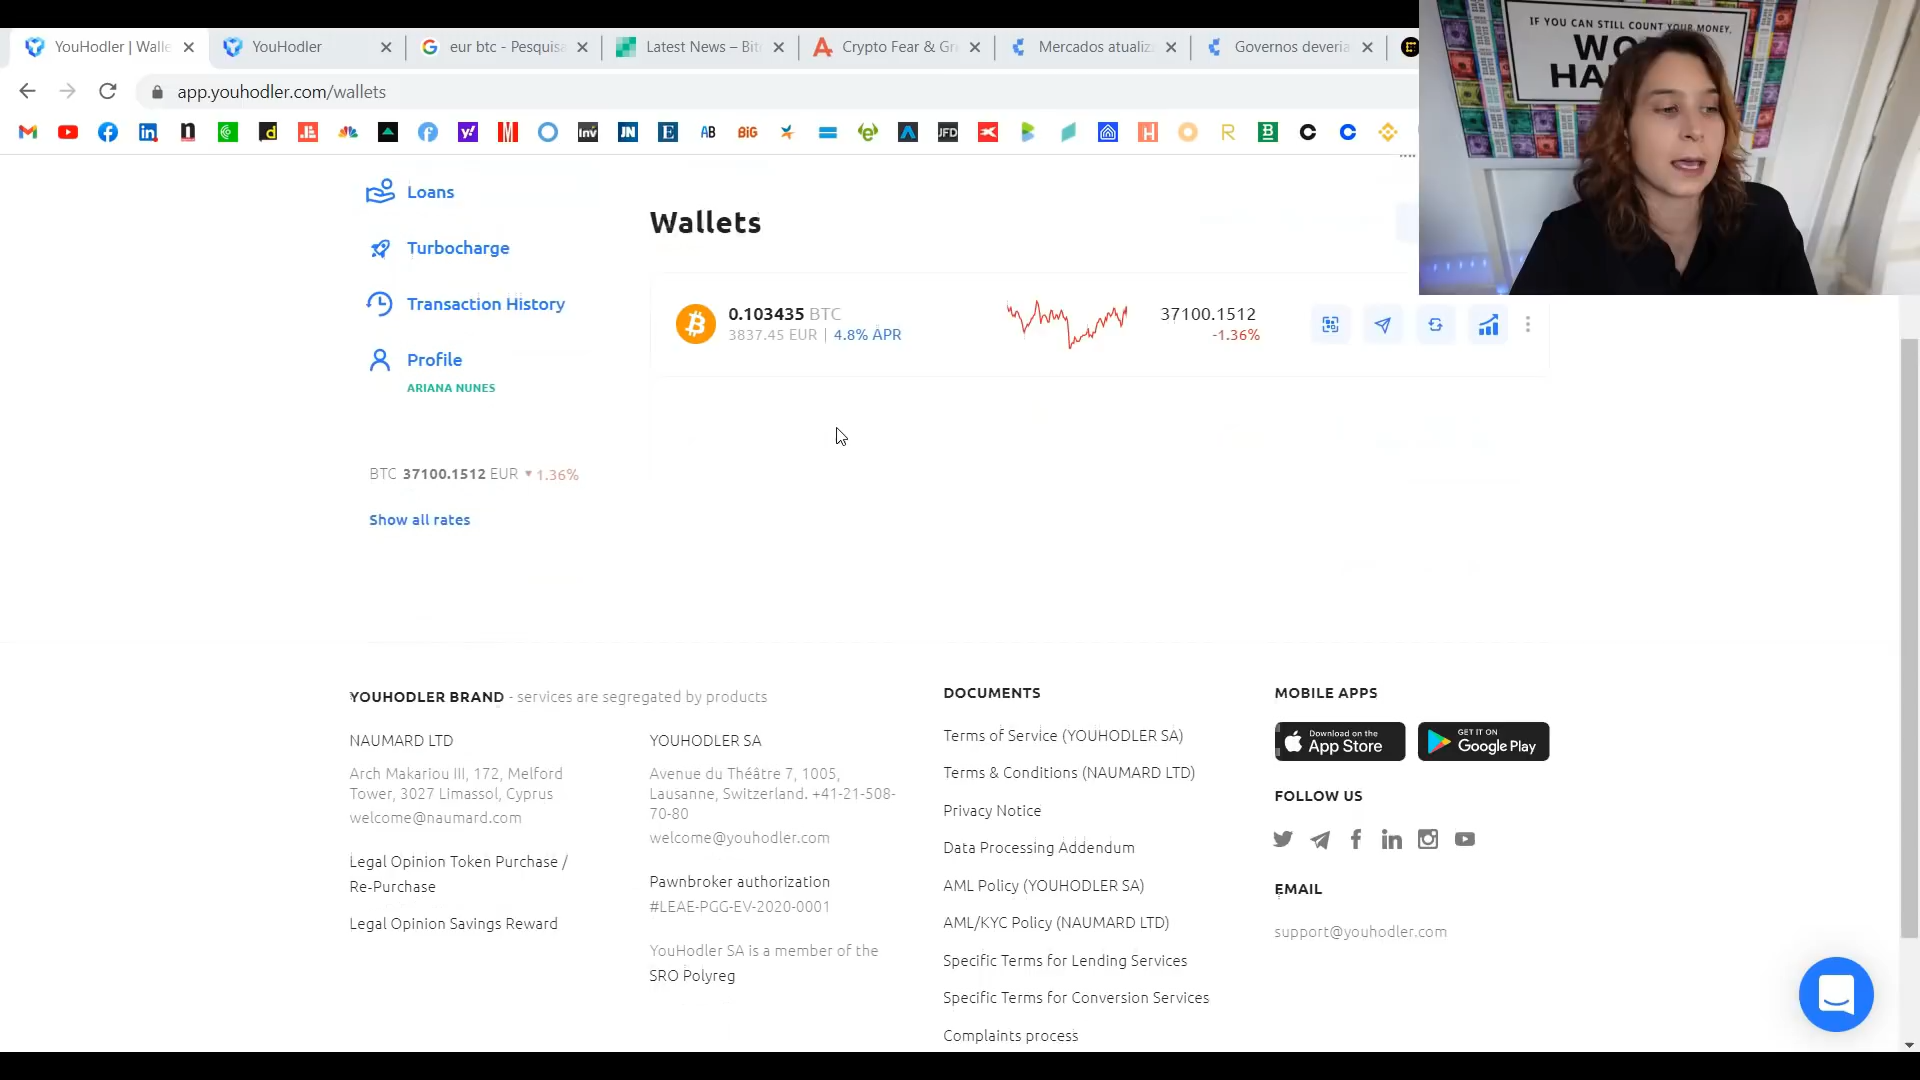 YouHodler | Walle
YouHodler
eur btc - Pesquisa
Latest News – Bit
Crypto Fear & Gr
Mercados atualiz
Governos deveria
app.youhodler.com/wallets
IF YOU CAN STILL COUNT YOUR MONEY,
WO
HA
Inv
JN
E
AB
BiG
JFD
Loans
Turbocharge
Transaction History
Profile
ARIANA NUNES
BTC 37100.1512 EUR ▾ 1.36%
Show all rates
Wallets
0.103435 BTC
3837.45 EUR | 4.8% APR
37100.1512
-1.36%
YOUHODLER BRAND - services are segregated by products
NAUMARD LTD
Arch Makariou III, 172, Melford
Tower, 3027 Limassol, Cyprus
welcome@naumard.com
Legal Opinion Token Purchase /
Re-Purchase
Legal Opinion Savings Reward
YOUHODLER SA
Avenue du Théâtre 7, 1005,
Lausanne, Switzerland. +41-21-508-
70-80
welcome@youhodler.com
Pawnbroker authorization
#LEAE-PGG-EV-2020-0001
YouHodler SA is a member of the
SRO Polyreg
DOCUMENTS
Terms of Service (YOUHODLER SA)
Terms & Conditions (NAUMARD LTD)
Privacy Notice
Data Processing Addendum
AML Policy (YOUHODLER SA)
AML/KYC Policy (NAUMARD LTD)
Specific Terms for Lending Services
Specific Terms for Conversion Services
Complaints process
MOBILE APPS
Download on the
App Store
GET IT ON
Google Play
FOLLOW US
EMAIL
support@youhodler.com